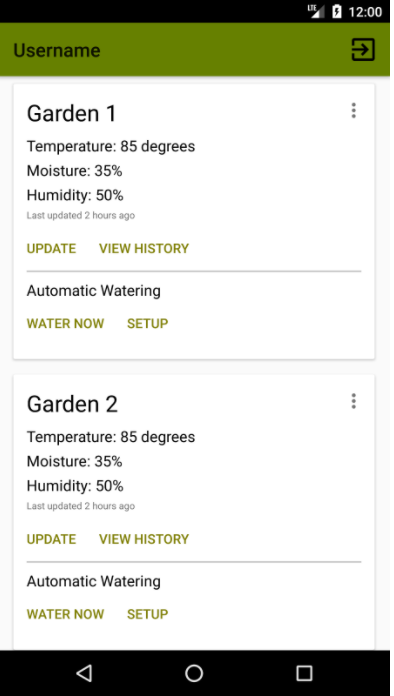 LTE 12:00
Username
Garden 1
Temperature: 85 degrees
Moisture: 35%
Humidity: 50%
Last updated 2 hours ago
UPDATE VIEW HISTORY
Automatic Watering
WATER NOW SETUP
Garden 2
Temperature: 85 degrees
Moisture: 35%
Humidity: 50%
Last updated 2 hours ago
UPDATE VIEW HISTORY
Automatic Watering
WATER NOW SETUP